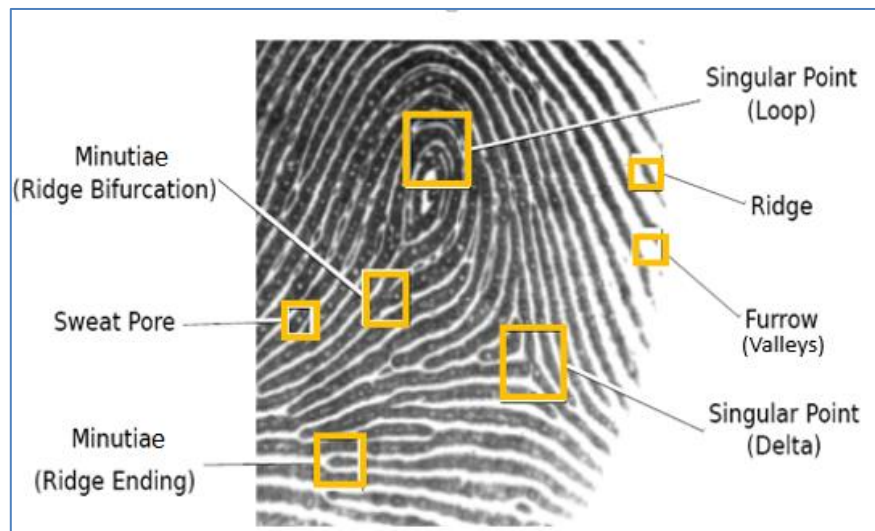 Singular Point
(Loop)
Minutiae
(Ridge Bifurcation)
Ridge
Sweat Pore
Furrow
(Valleys)
Singular Point
(Delta)
Minutiae
(Ridge Ending)